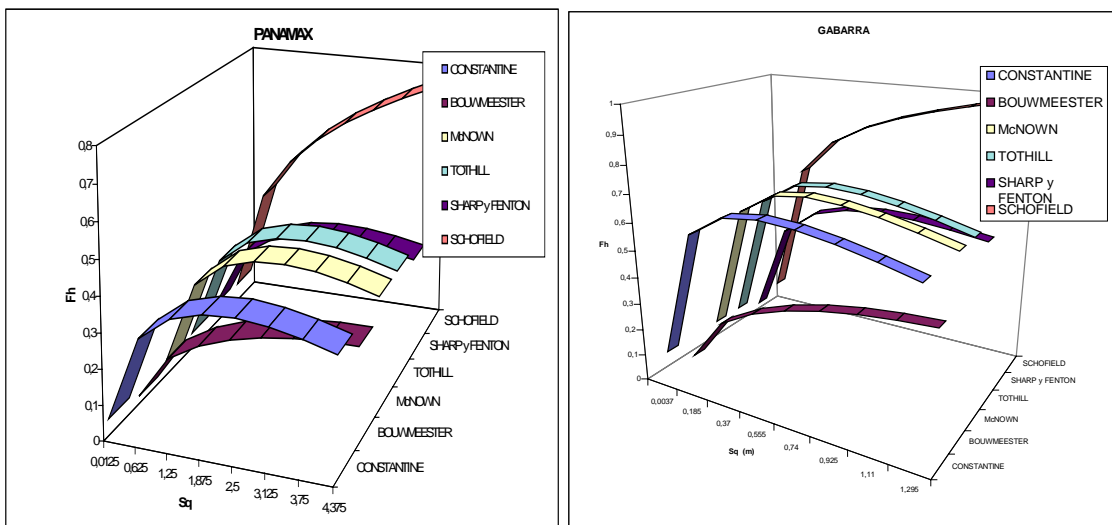 PANAMAX
CONSTANTINE
BOUWMEESTER
McNOWN
TOTHILL
SHARP y FENTON
SCHOFIELD
0,8
0,7
0,6
0,5
0,4
0,3
0,2
0,1
0
Fh
0,0125
0,625
1,25
1,875
2,5
3,125
3,75
4,375
Sq
SCHOFIELD
SHARP y FENTON
TOTHILL
McNOWN
BOUWMEESTER
CONSTANTINE
GABARRA
CONSTANTINE
BOUWMEESTER
McNOWN
TOTHILL
SHARP y
FENTON
SCHOFIELD
1
0,9
0,8
0,7
0,6
0,5
0,4
0,3
0,2
0,1
0
Fh
0,0037
0,185
0,37
0,555
0,74
0,925
1,11
1,295
Sq (m)
SCHOFIELD
SHARP y FENTON
TOTHILL
McNOWN
BOUWMEESTER
CONSTANTINE